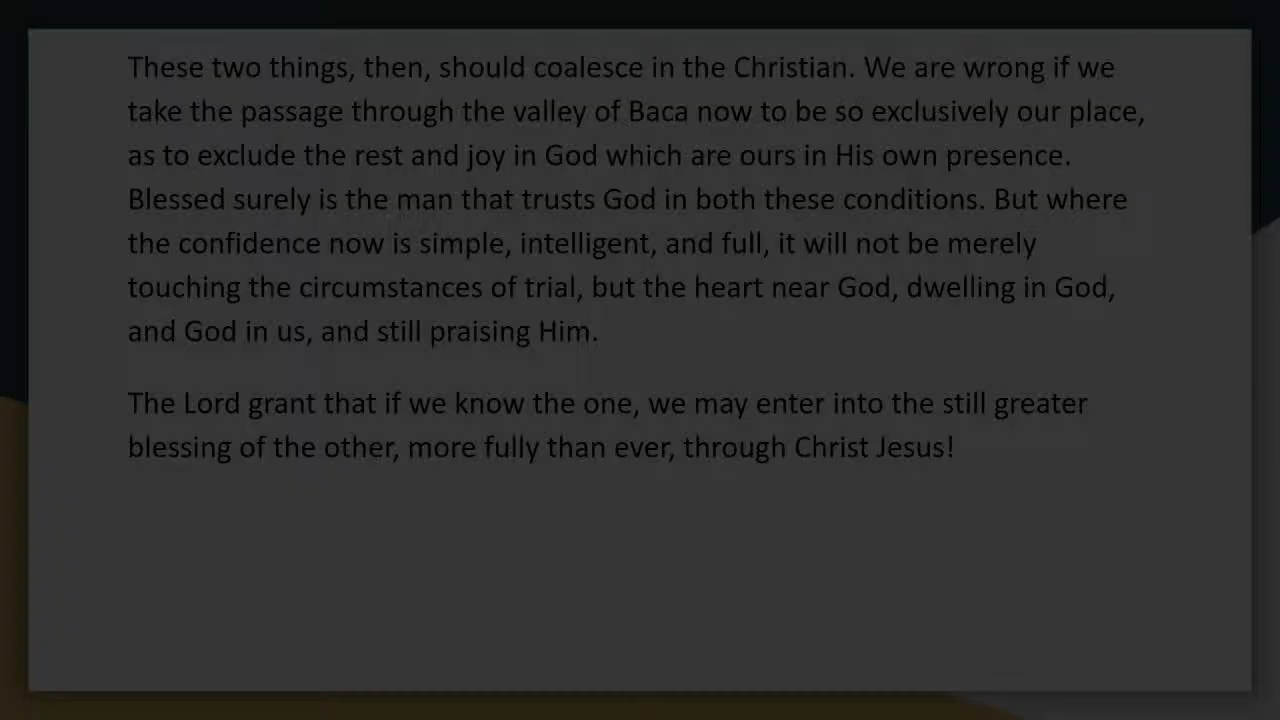 These two things, then, should coalesce in the Christian. We are wrong if we
take the passage through the valley of Baca now to be so exclusively our place,
as to exclude the rest and joy in God which are ours in His own presence.
Blessed surely is the man that trusts God in both these conditions. But where
the confidence now is simple, intelligent, and full, it will not be merely
touching the circumstances of trial, but the heart near God, dwelling in God,
and God in us, and still praising Him.
The Lord grant that if we know the one, we may enter into the still greater
blessing of the other, more fully than ever, through Christ Jesus!